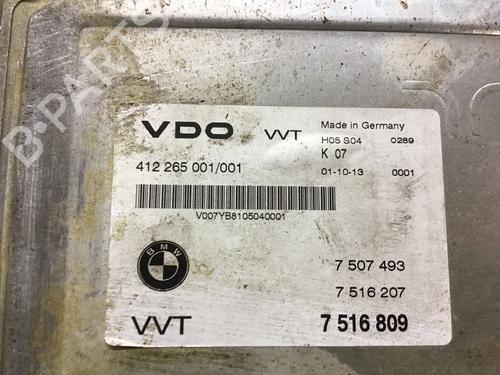 B-PARTS
VDO VVT
Made in Germany
H05 S04 0289
K 07
412 265 001/001
01-10-13 0001
V007YB8105040001
BMW
7 507 493
7 516 207
VVT 7 516 809